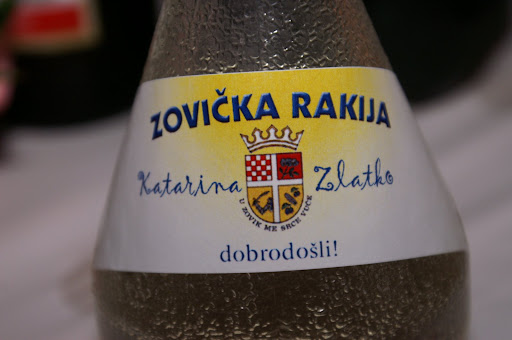 ZOVIČKA RAKIJA
Katarina Zlatko
U ZOVIK ME SRCE VUČE
dobrodošli!